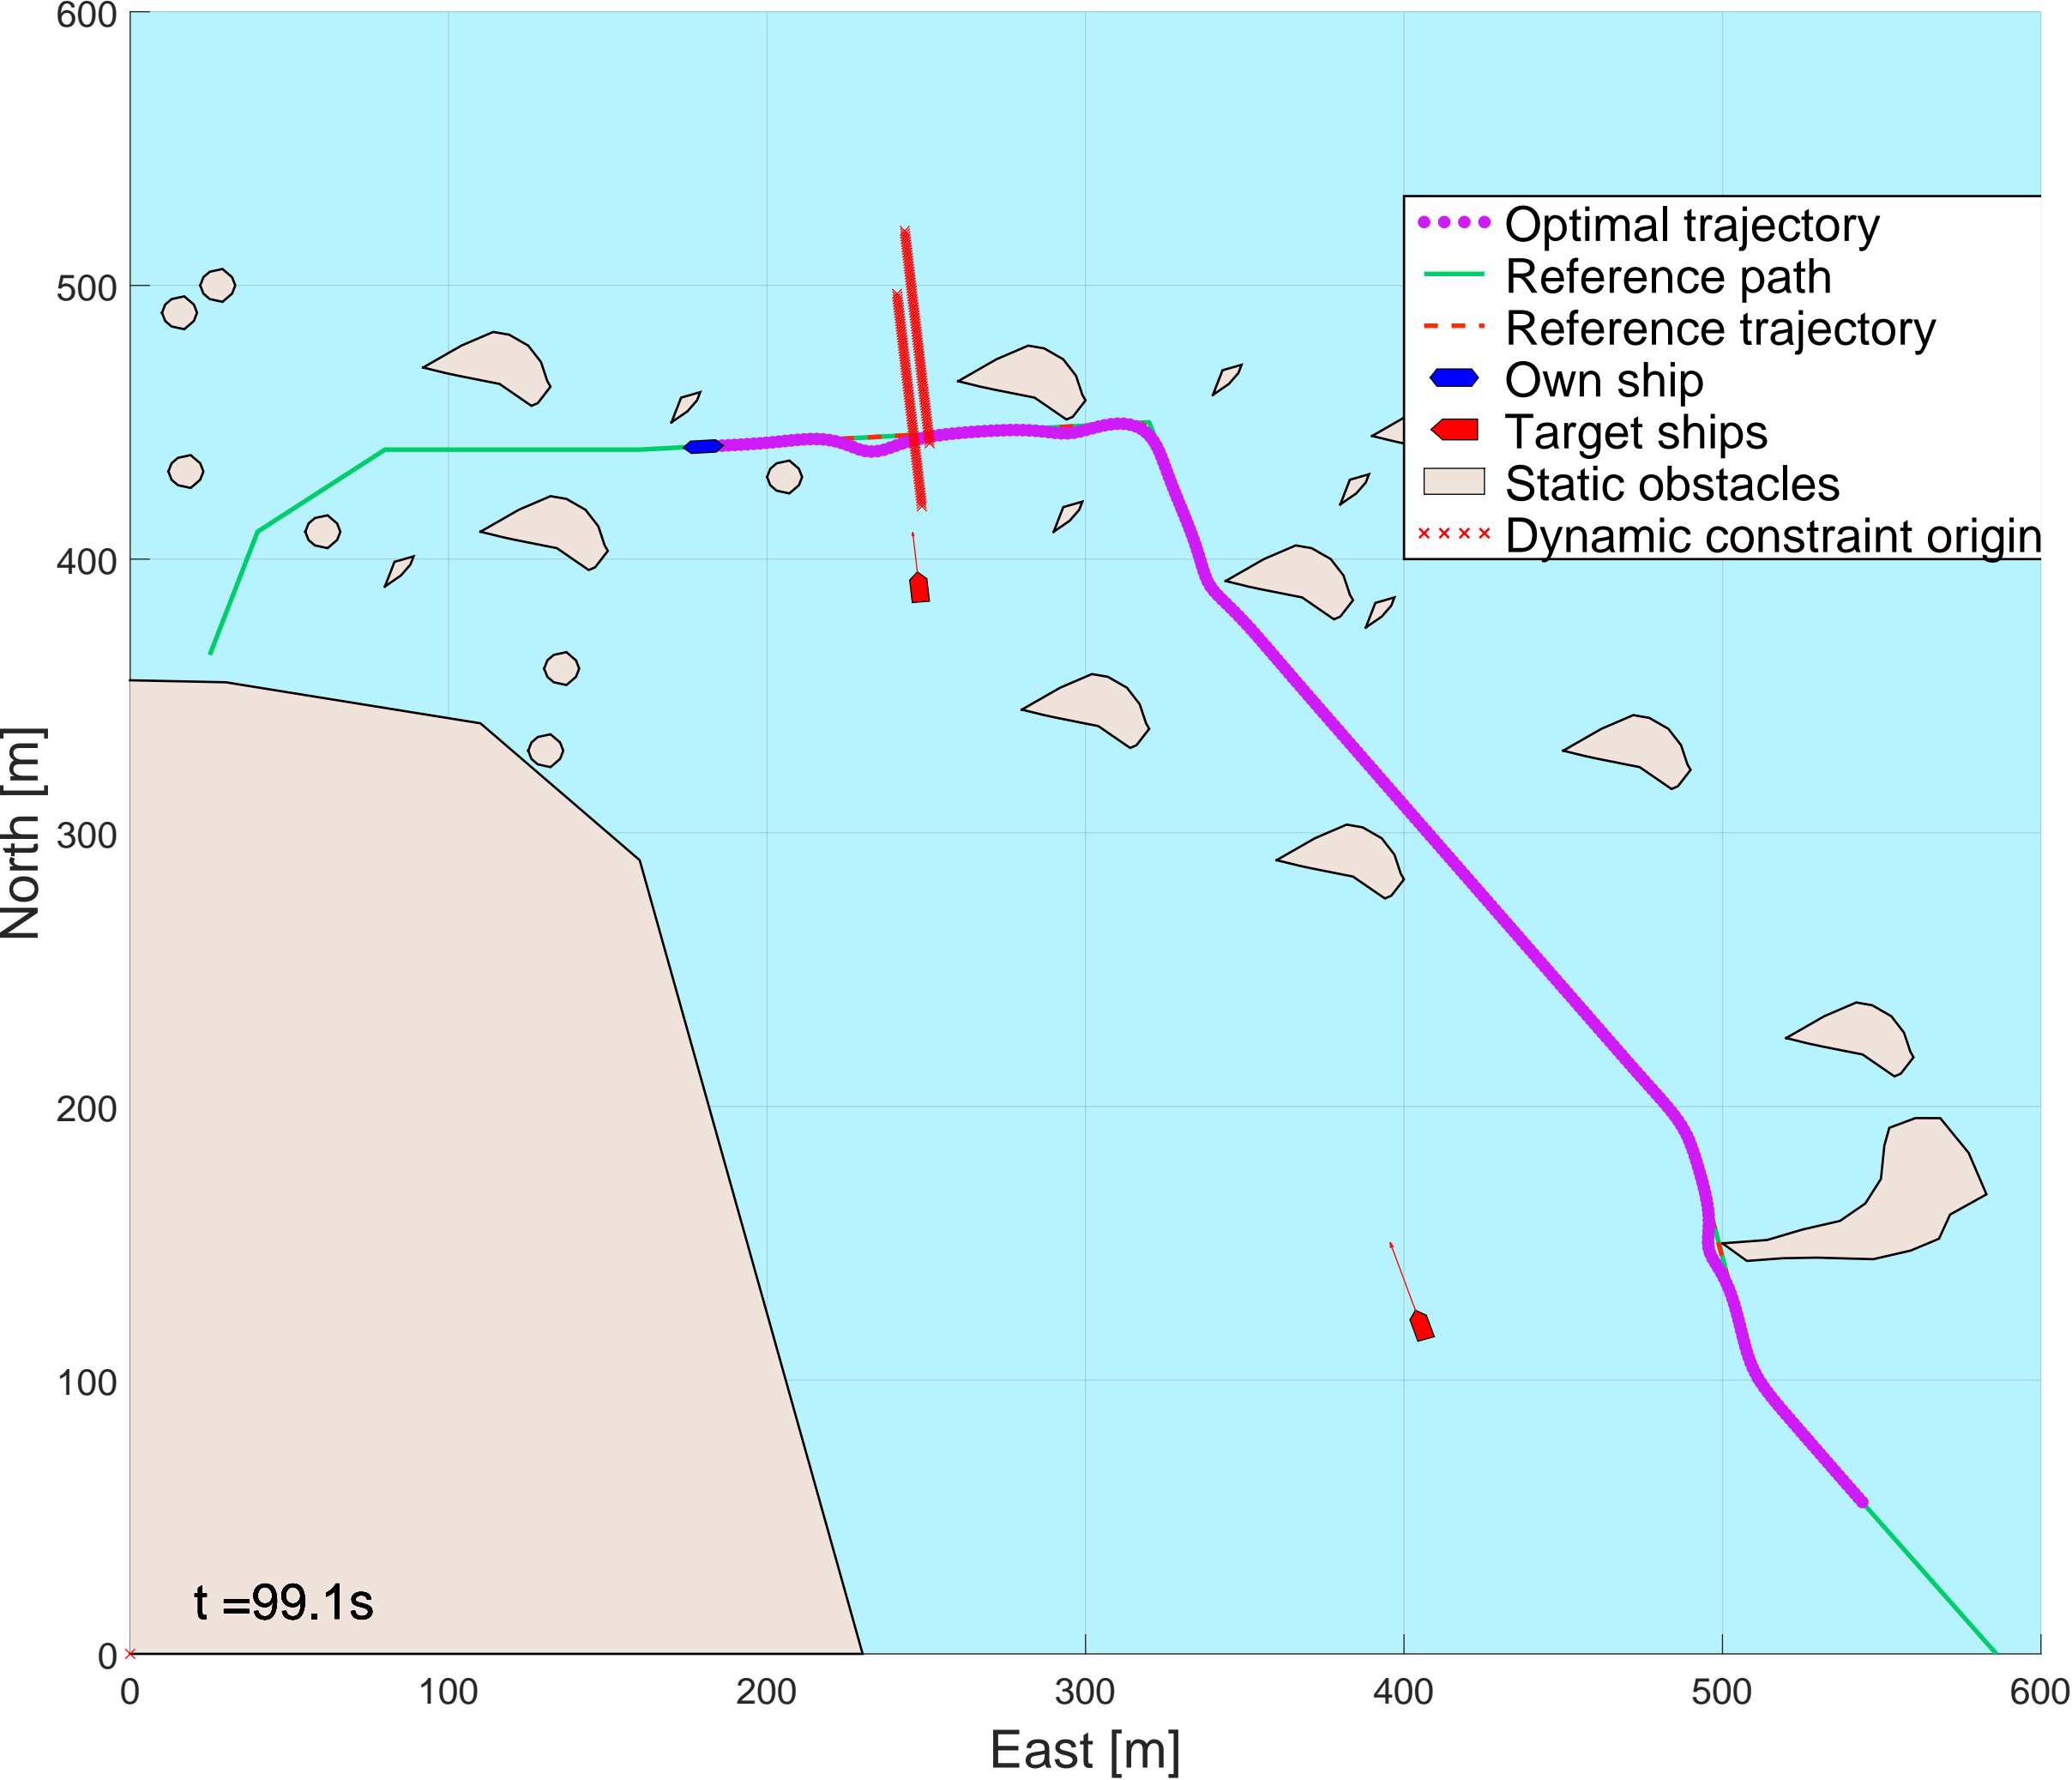 600
500
400
300
200
100
0
North [m]
Optimal trajectory
Reference path
Reference trajectory
Own ship
Target ships
Static obstacles
Dynamic constraint origin
t =99.1s
0 100 200 300 400 500 600
East [m]